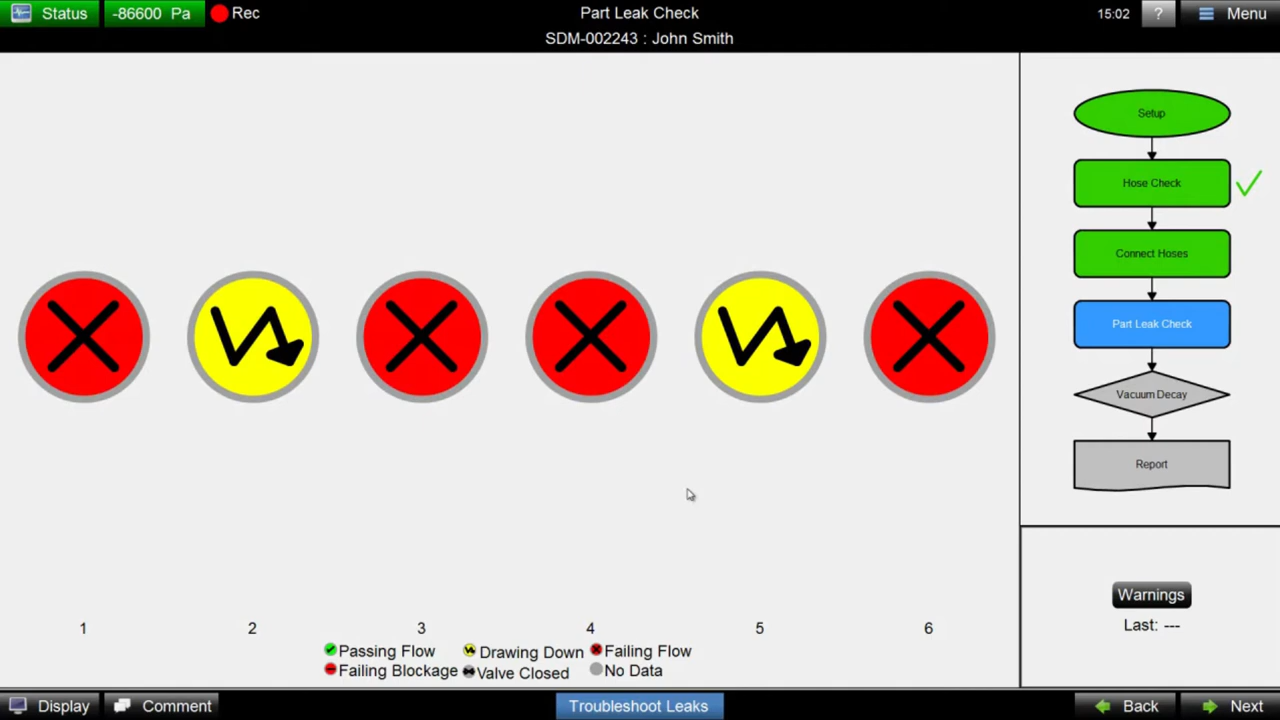 Status
-86600 Pa
Rec
Part Leak Check
15:02
?
Menu
SDM-002243 : John Smith
Setup
Hose Check
Connect Hoses
Part Leak Check
Vacuum Decay
Report
Warnings
Last: ---
1 2 3 4 5 6
Passing Flow Drawing Down Failing Flow
Failing Blockage Valve Closed No Data
Display
Comment
Troubleshoot Leaks
Back
Next